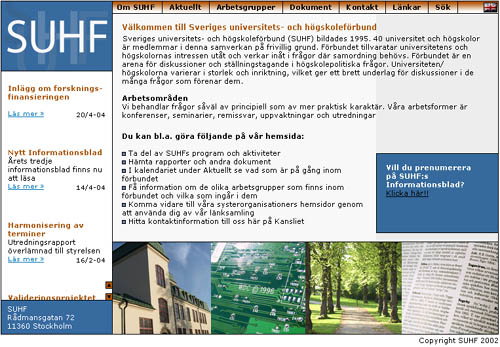 Om SUHF Aktuellt Arbetsgrupper Dokument Kontakt Länkar Sök
SUHF
Välkommen till Sveriges universitets- och högskoleförbund
Sveriges universitets- och högskoleförbund (SUHF) bildades 1995. 40 universitet och högskolor
är medlemmar i denna samverkan på frivillig grund. Förbundet tillvaratar universitetens och
högskolornas intressen utåt och verkar inåt i frågor där samordning behövs. Förbundet är en
arena för diskussioner och ställningstagande i högskolepolitiska frågor. Universiteten/
högskolorna varierar i storlek och inriktning, vilket ger ett brett underlag för diskussioner i de
många frågor som förenar dem.
Arbetsområden
Vi behandlar frågor såväl av principiell som av mer praktisk karaktär. Våra arbetsformer är
konferenser, seminarier, remissvar, uppvaktningar och utredningar
Du kan bl.a. göra följande på vår hemsida:
Ta del av SUHFs program och aktiviteter
Hämta rapporter och andra dokument
I kalendariet under Aktuellt se vad som är på gång inom
förbundet
Få information om de olika arbetsgrupper som finns inom
förbundet och vilka som ingår i dem
Komma vidare till våra systerorganisationers hemsidor genom
att använda dig av vår länksamling
Hitta kontaktinformation till oss här på Kansliet
Inlägg om forsknings-
finansieringen
Läs mer > 20/4-04
Nytt Informationsblad
Årets tredje
informationsblad finns nu
att läsa
Läs mer > 14/4-04
Harmonisering av
terminer
Utredningsrapport
överlämnad till styrelsen
Läs mer > 16/2-04
Valideringsprojektet
SUHF
Rådmansgatan 72
11360 Stockholm
Vill du prenumerera
på SUHF:s
Informationsblad?
Klicka här!!
Copyright SUHF 2002